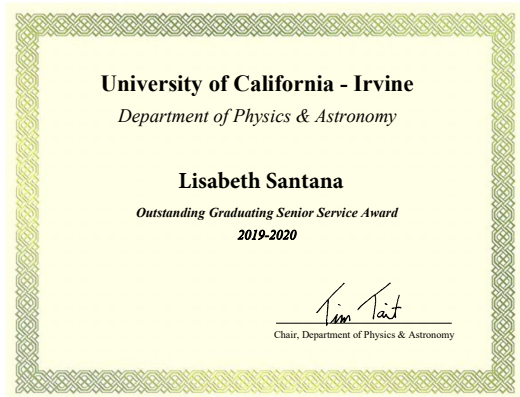 University of California - Irvine
Department of Physics & Astronomy
Lisabeth Santana
Outstanding Graduating Senior Service Award
2019-2020
Tim Tait
Chair, Department of Physics & Astronomy